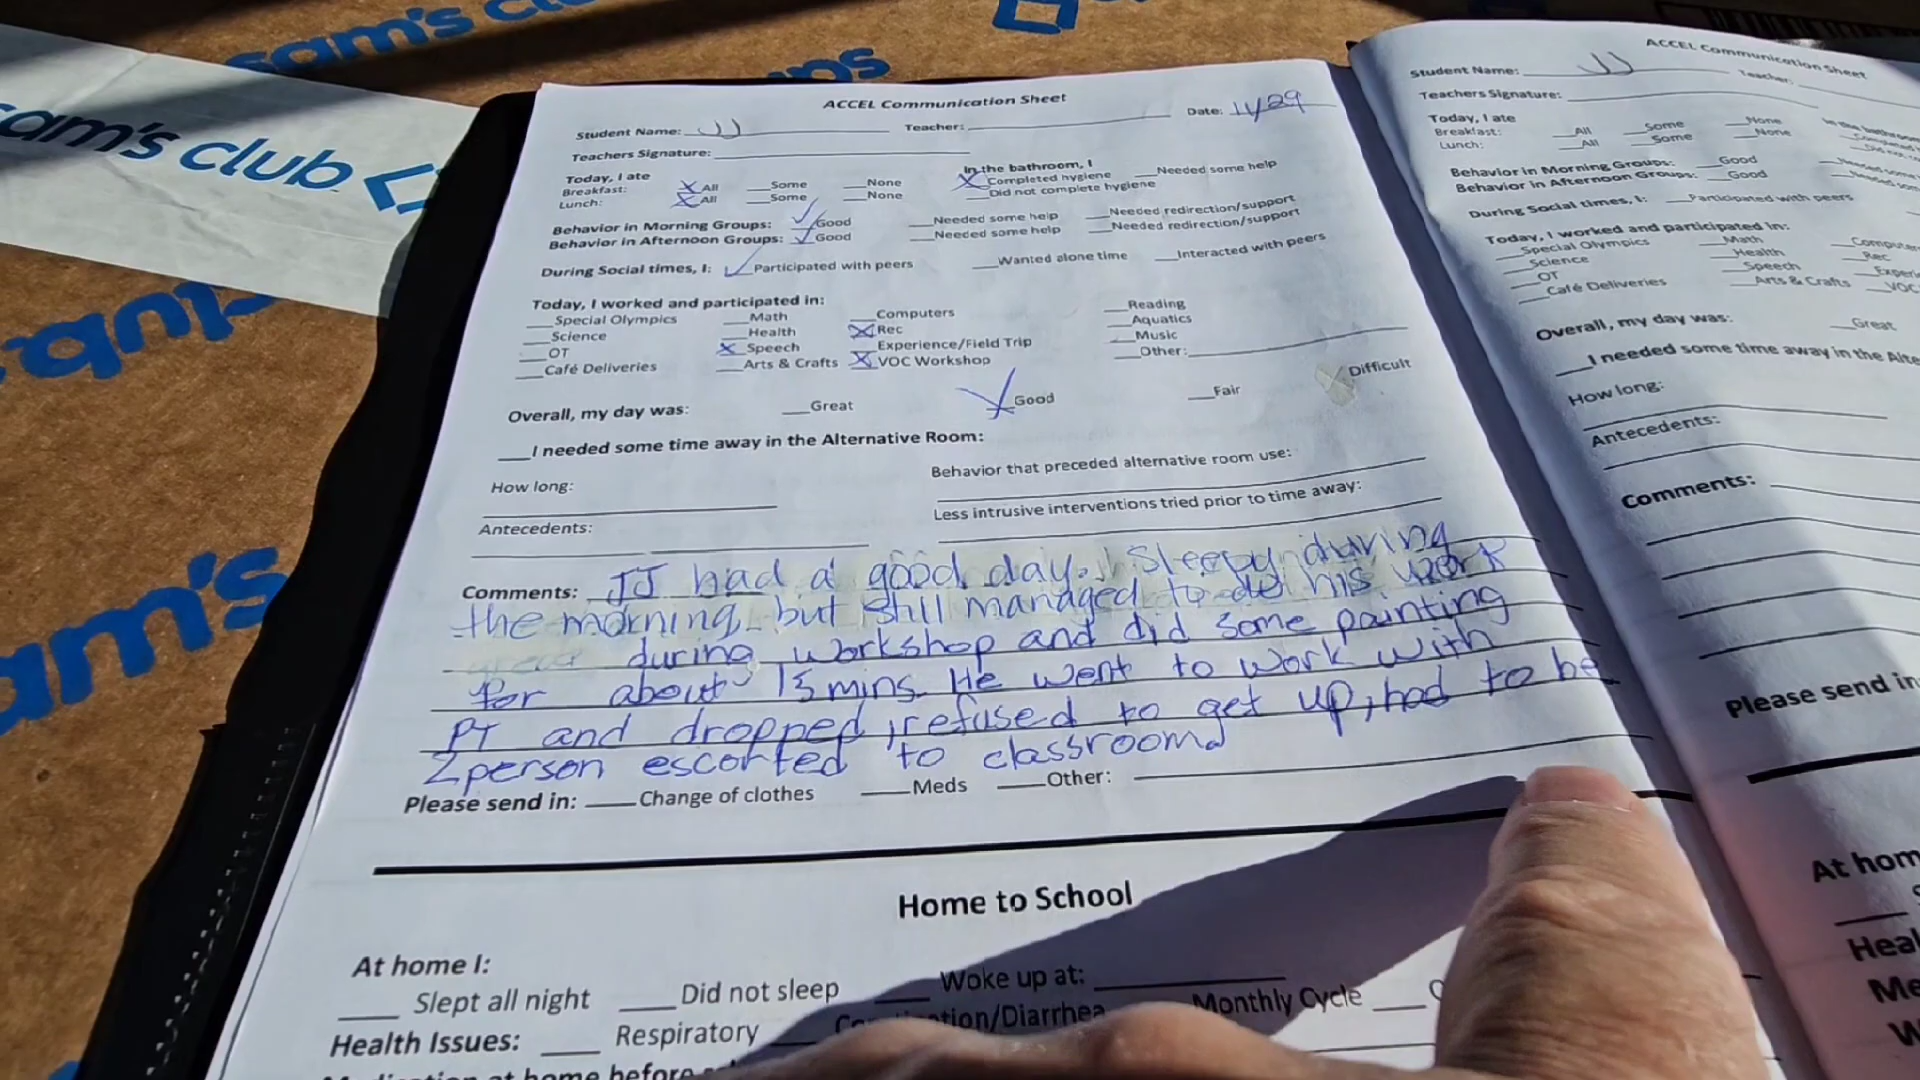 sam's club
ups
sam's club
sam's
ACCEL Communication Sheet
Student Name: JJ Teacher: Date: 11/29
Teachers Signature:
Today, I ate In the bathroom, I
Breakfast: X All Some None X Completed hygiene Needed some help
Lunch: X All Some None Did not complete hygiene
Behavior in Morning Groups: ✓ Good Needed some help Needed redirection/support
Behavior in Afternoon Groups: ✓ Good Needed some help Needed redirection/support
During Social times, I: ✓ Participated with peers Wanted alone time Interacted with peers
Today, I worked and participated in:
Special Olympics Math Computers Reading
Science Health X Rec Aquatics
OT X Speech Experience/Field Trip Music
Café Deliveries Arts & Crafts X VOC Workshop Other:
Overall, my day was: Great ✓ Good Fair Difficult
I needed some time away in the Alternative Room:
How long: Behavior that preceded alternative room use:
Antecedents: Less intrusive interventions tried prior to time away:
Comments: JJ had a good day. Sleepy during
the morning but still managed to do his work
during workshop and did some painting
for about 15 mins. He went to work with
PT and dropped, refused to get up, had to be
2 person escorted to classroom.
Please send in: Change of clothes Meds Other:
Home to School
At home I:
Slept all night Did not sleep Woke up at:
Health Issues: Respiratory Monthly Cycle
ACCEL Communication Sheet
Student Name: JJ Teacher:
Teachers Signature:
Today, I ate
Breakfast: All Some None
Lunch: All Some None
Behavior in Morning Groups: Good
Behavior in Afternoon Groups: Good
During Social times, I: Participated with peers
Today, I worked and participated in:
Special Olympics Math
Science Health Rec
OT Speech
Café Deliveries Arts & Crafts VOC
Overall, my day was: Great
I needed some time away in the
How long:
Antecedents:
Comments:
Please send in
At home